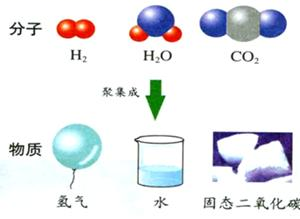 分子
H₂ H₂O CO₂
聚集成
物质
氢气 水 固态二氧化碳